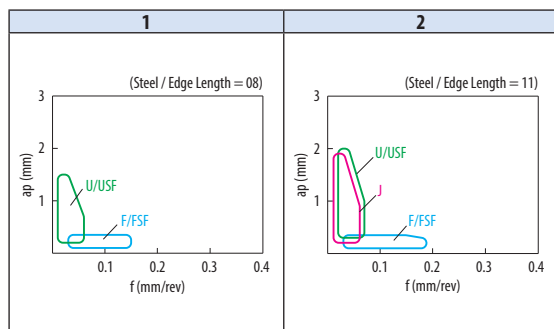 1
2
(Steel / Edge Length = 08)
3
2
1
ap (mm)
U/USF
F/FSF
0.1
0.2
0.3
0.4
f (mm/rev)
(Steel / Edge Length = 11)
3
2
1
ap (mm)
U/USF
J
F/FSF
0.1
0.2
0.3
0.4
f (mm/rev)